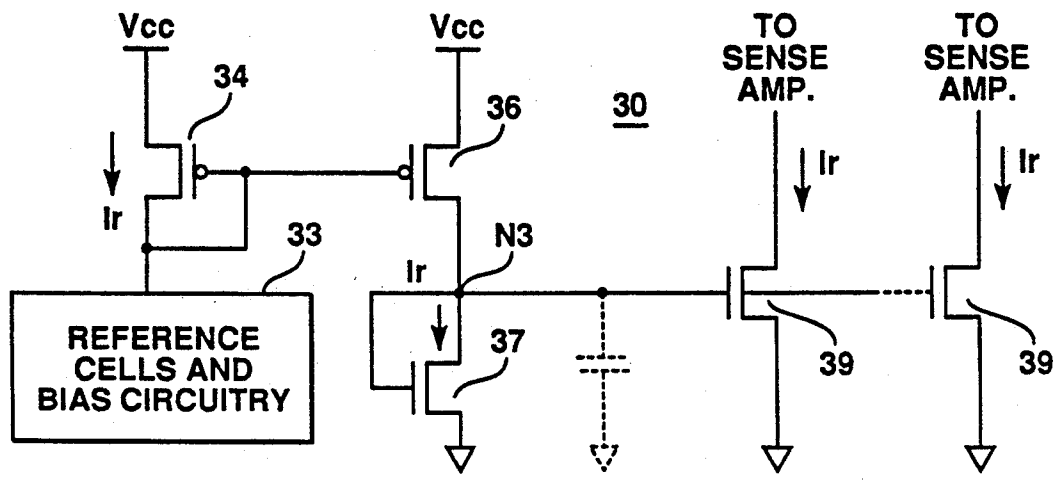 Vcc
Vcc
TO
SENSE
AMP.
TO
SENSE
AMP.
34
36
30
Ir
Ir
Ir
33
N3
Ir
REFERENCE
CELLS AND
BIAS CIRCUITRY
37
39
39